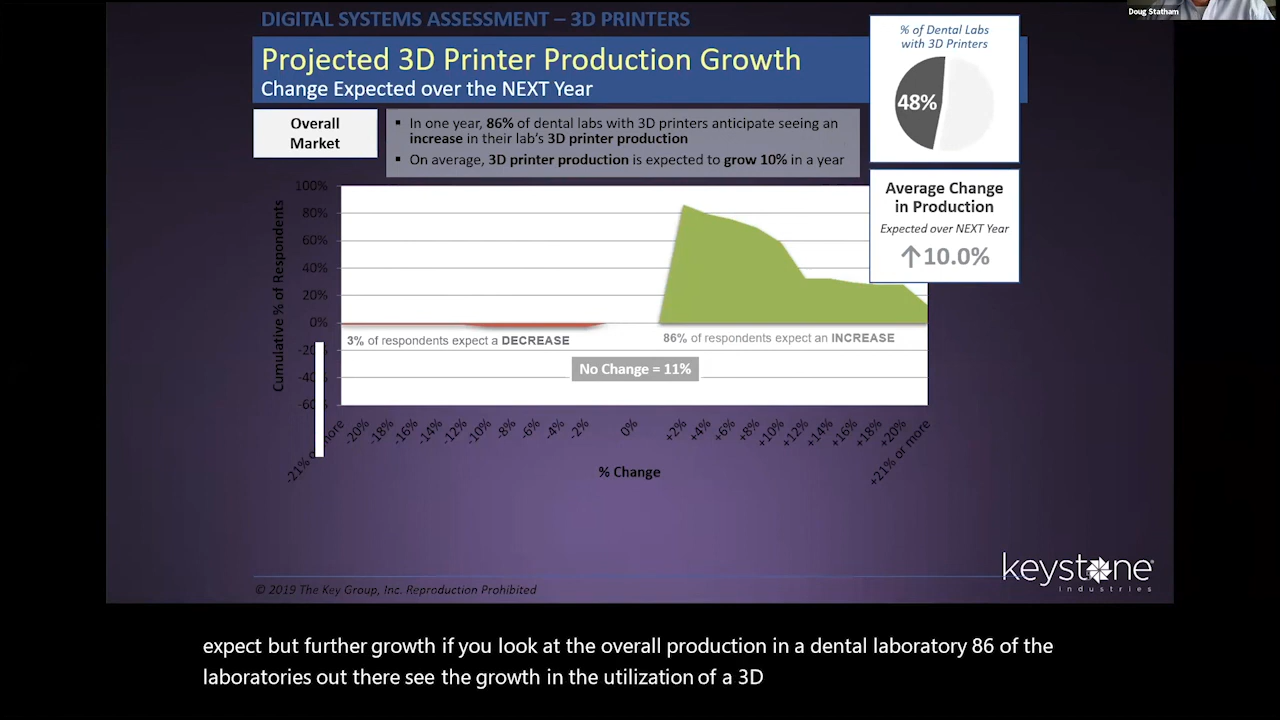 Doug Statham
DIGITAL SYSTEMS ASSESSMENT – 3D PRINTERS
Projected 3D Printer Production Growth
Change Expected over the NEXT Year
% of Dental Labs
with 3D Printers
48%
Overall
Market
▪ In one year, 86% of dental labs with 3D printers anticipate seeing an
increase in their lab's 3D printer production
▪ On average, 3D printer production is expected to grow 10% in a year
Average Change
in Production
Expected over NEXT Year
↑10.0%
Cumulative % of Respondents
100%
80%
60%
40%
20%
0%
3% of respondents expect a DECREASE
86% of respondents expect an INCREASE
No Change = 11%
-20%
-18%
-16%
-14%
-12%
-10%
-8%
-6%
-4%
-2%
0%
+2%
+4%
+6%
+8%
+10%
+12%
+14%
+16%
+18%
+20%
+21% or more
% Change
keystone
industries
© 2019 The Key Group, Inc. Reproduction Prohibited
expect but further growth if you look at the overall production in a dental laboratory 86 of the
laboratories out there see the growth in the utilization of a 3D